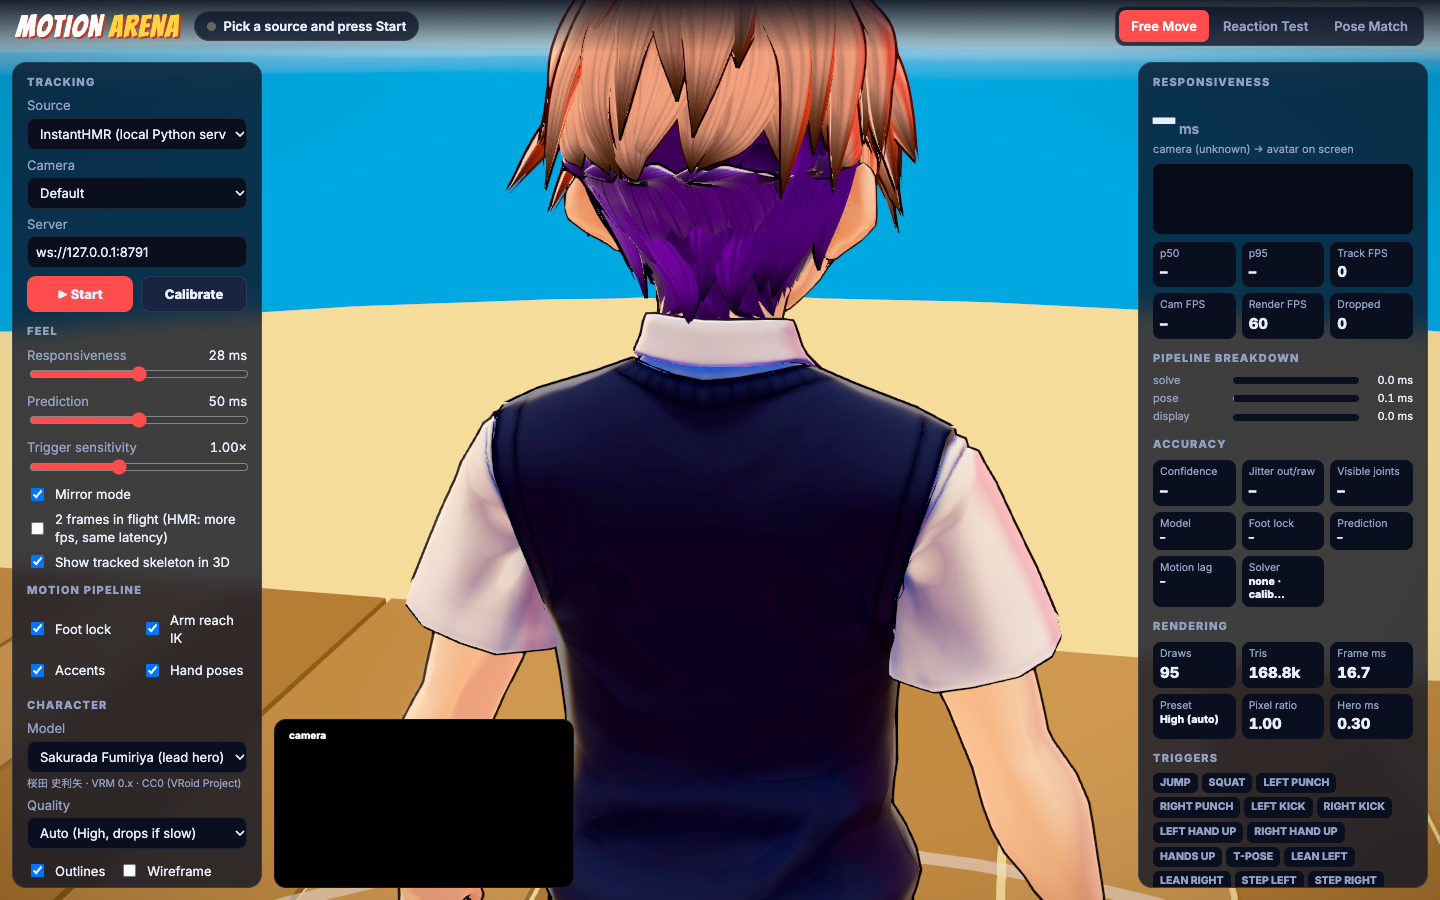 MOTION ARENA
Pick a source and press Start
Free Move
Reaction Test
Pose Match
TRACKING
Source
InstantHMR (local Python serv
Camera
Default
Server
ws://127.0.0.1:8791
Start
Calibrate
FEEL
Responsiveness 28 ms
Prediction 50 ms
Trigger sensitivity 1.00×
Mirror mode
2 frames in flight (HMR: more
fps, same latency)
Show tracked skeleton in 3D
MOTION PIPELINE
Foot lock
Arm reach
IK
Accents
Hand poses
CHARACTER
Model
Sakurada Fumiriya (lead hero)
桜田 史利矢 · VRM 0.x · CC0 (VRoid Project)
Quality
Auto (High, drops if slow)
Outlines
Wireframe
camera
RESPONSIVENESS
– ms
camera (unknown) → avatar on screen
p50
–
p95
–
Track FPS
0
Cam FPS
–
Render FPS
60
Dropped
0
PIPELINE BREAKDOWN
solve 0.0 ms
pose 0.1 ms
display 0.0 ms
ACCURACY
Confidence
–
Jitter out/raw
–
Visible joints
–
Model
–
Foot lock
–
Prediction
–
Motion lag
–
Solver
none ·
calib...
RENDERING
Draws
95
Tris
168.8k
Frame ms
16.7
Preset
High (auto)
Pixel ratio
1.00
Hero ms
0.30
TRIGGERS
JUMP SQUAT LEFT PUNCH
RIGHT PUNCH LEFT KICK RIGHT KICK
LEFT HAND UP RIGHT HAND UP
HANDS UP T-POSE LEAN LEFT
LEAN RIGHT STEP LEFT STEP RIGHT